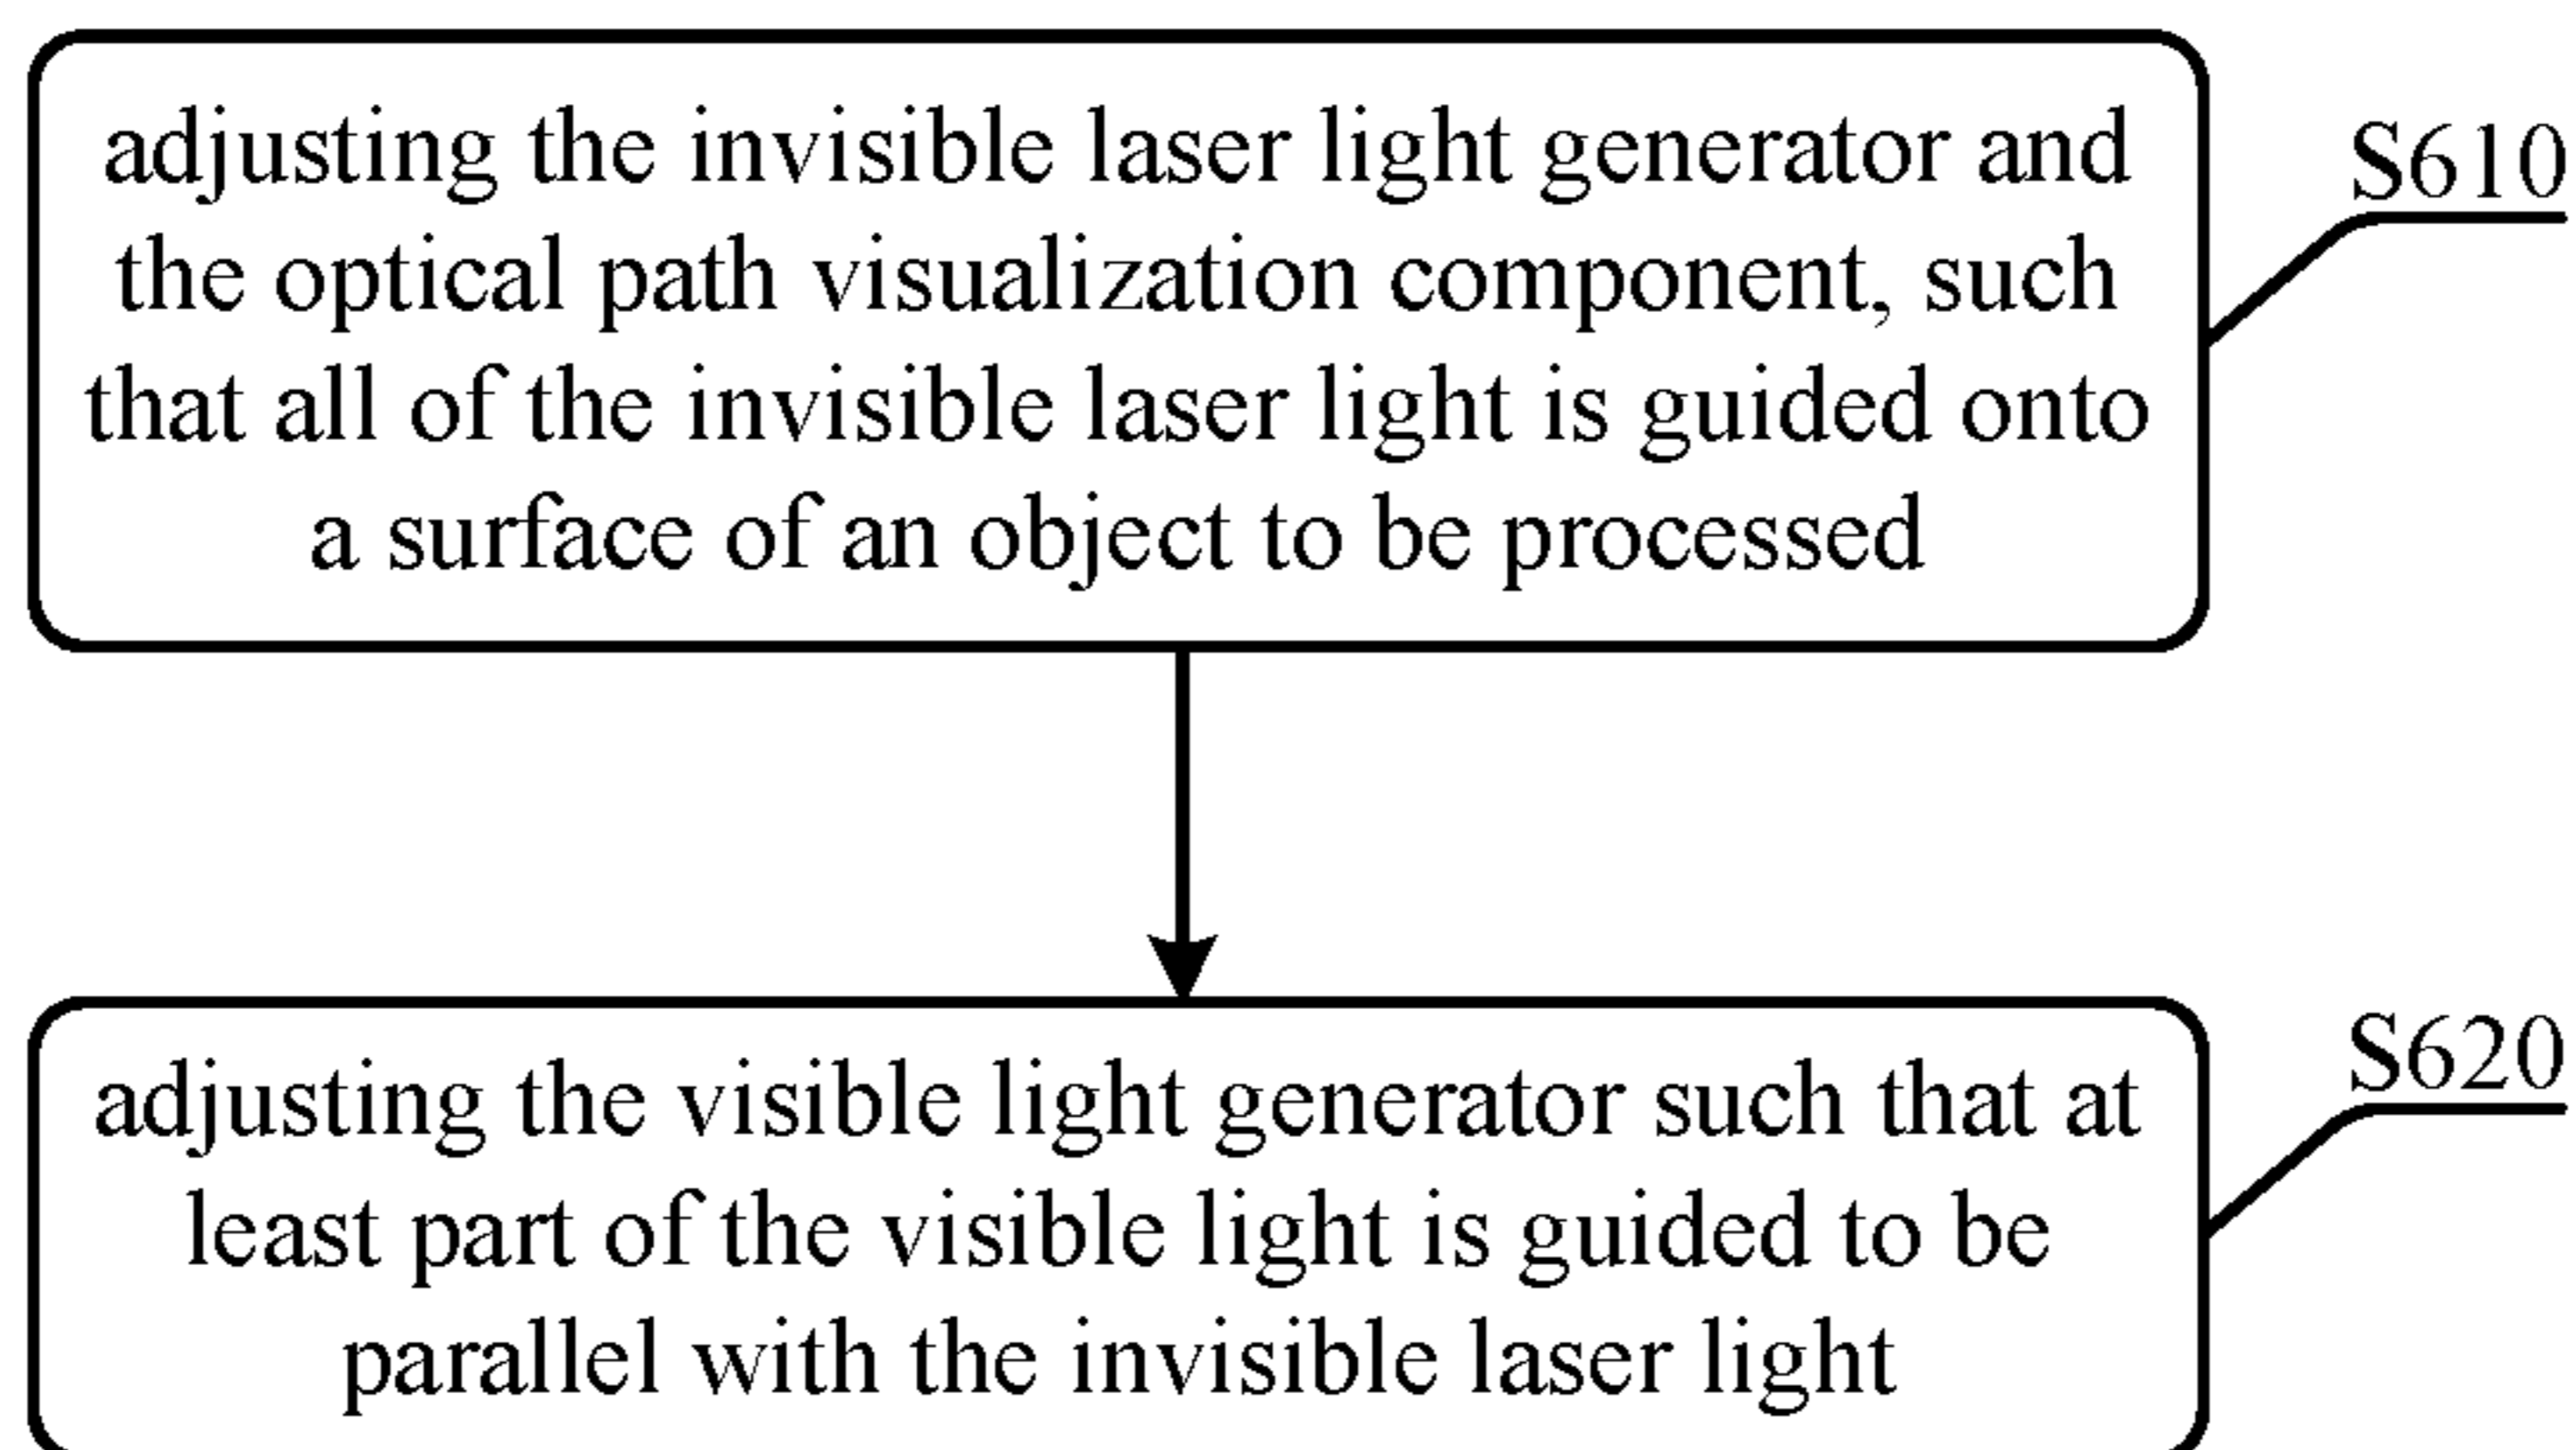 adjusting the invisible laser light generator and
the optical path visualization component, such
that all of the invisible laser light is guided onto
a surface of an object to be processed
S610
adjusting the visible light generator such that at
least part of the visible light is guided to be
parallel with the invisible laser light
S620